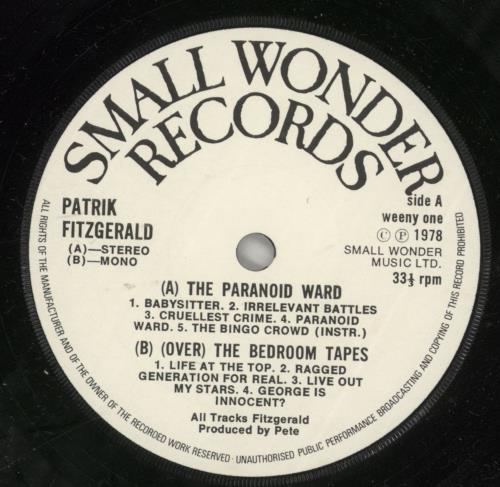 SMALL WONDER
RECORDS
PATRIK
FITZGERALD
(A)—STEREO
(B)—MONO
side A
weeny one
Ⓒ Ⓟ 1978
SMALL WONDER
MUSIC LTD.
33⅓ rpm
(A) THE PARANOID WARD
1. BABYSITTER. 2. IRRELEVANT BATTLES
3. CRUELLEST CRIME. 4. PARANOID
WARD. 5. THE BINGO CROWD (INSTR.)
(B) (OVER) THE BEDROOM TAPES
1. LIFE AT THE TOP. 2. RAGGED
GENERATION FOR REAL. 3. LIVE OUT
MY STARS. 4. GEORGE IS
INNOCENT?
All Tracks Fitzgerald
Produced by Pete
ALL RIGHTS OF THE MANUFACTURER AND OF THE OWNER OF THE RECORDED WORK RESERVED · UNAUTHORISED PUBLIC PERFORMANCE BROADCASTING AND COPYING OF THIS RECORD PROHIBITED